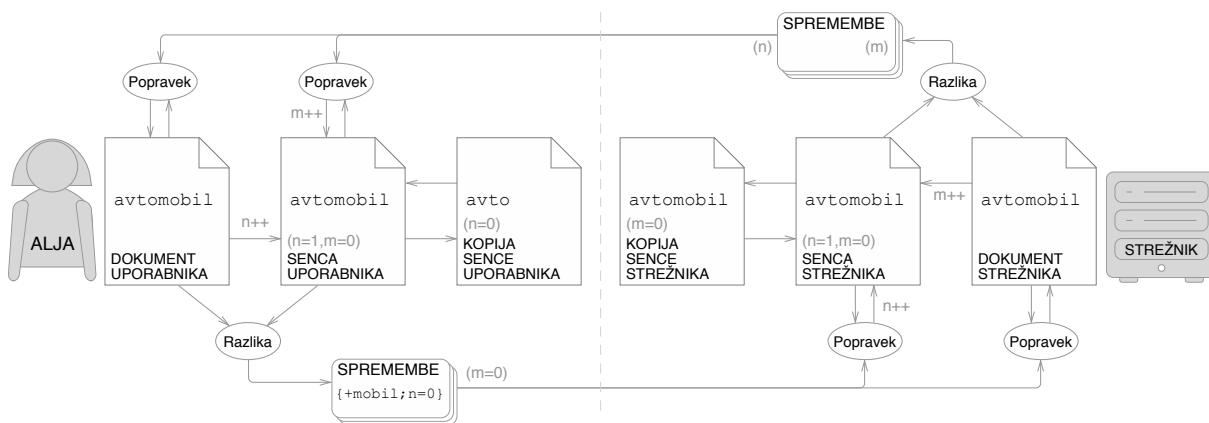 SPREMEMBE
(n)
(m)
Popravek
Popravek
Razlika
m++
avtomobil
avtomobil
avto
avtomobil
avtomobil
m++
avtomobil
n++
(n=0)
(m=0)
ALJA
(n=1,m=0)
(n=1,m=0)
STREŽNIK
DOKUMENT
UPORABNIKA
SENCA
UPORABNIKA
KOPIJA
SENCE
UPORABNIKA
KOPIJA
SENCE
STREŽNIKA
SENCA
STREŽNIKA
DOKUMENT
STREŽNIKA
n++
Razlika
Popravek
Popravek
SPREMEMBE
(m=0)
{+mobil;n=0}